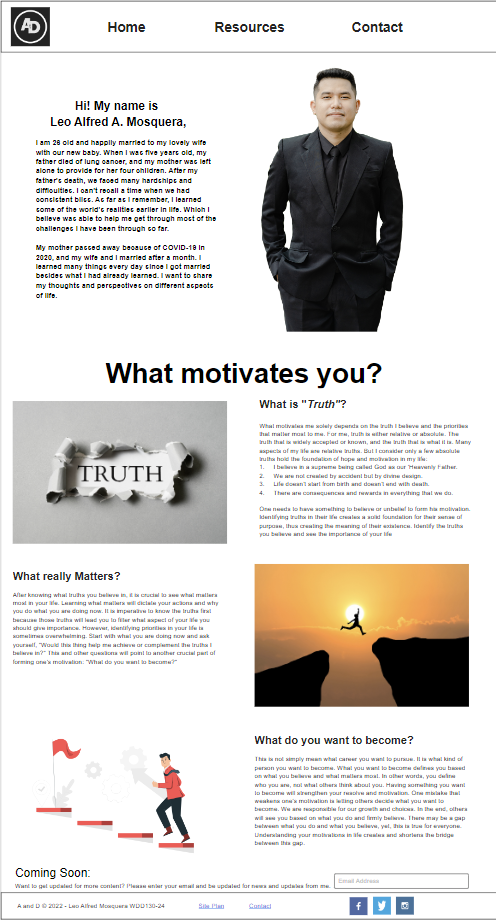 AD
Home Resources Contact
Hi! My name is
Leo Alfred A. Mosquera,
I am 26 old and happily married to my lovely wife
with our new baby. When I was five years old, my
father died of lung cancer, and my mother was left
alone to provide for her four children. After my
father's death, we faced many hardships and
difficulties. I can't recall a time when we had
consistent bliss. As far as I remember, I learned
some of the world's realities earlier in life. Which I
believe was able to help me get through most of the
challenges I have been through so far.
My mother passed away because of COVID-19 in
2020, and my wife and I married after a month. I
learned many things every day since I got married
besides what I had already learned. I want to share
my thoughts and perspectives on different aspects
of life.
What motivates you?
TRUTH
What is "Truth"?
What motivates me solely depends on the truth I believe and the priorities
that matter most to me. For me, truth is either relative or absolute. The
truth that is widely accepted or known, and the truth that is what it is. Many
aspects of my life are relative truths. But I consider only a few absolute
truths hold the foundation of hope and motivation in my life:
1. I believe in a supreme being called God as our 'Heavenly Father.
2. We are not created by accident but by divine design.
3. Life doesn't start from birth and doesn't end with death.
4. There are consequences and rewards in everything that we do.
One needs to have something to believe or unbelief to form his motivation.
Identifying truths in their life creates a solid foundation for their sense of
purpose, thus creating the meaning of their existence. Identify the truths
you believe and see the importance of your life
What really Matters?
After knowing what truths you believe in, it is crucial to see what matters
most in your life. Learning what matters will dictate your actions and why
you do what you are doing now. It is imperative to know the truths first
because those truths will lead you to filter what aspect of your life you
should give importance. However, identifying priorities in your life is
sometimes overwhelming. Start with what you are doing now and ask
yourself, "Would this thing help me achieve or complement the truths I
believe in?" This and other questions will point to another crucial part of
forming one's motivation: "What do you want to become?"
What do you want to become?
This is not simply mean what career you want to pursue. It is what kind of
person you want to become. What you want to become defines you based
on what you believe and what matters most. In other words, you define
who you are, not what others think about you. Having something you want
to become will strengthen your resolve and motivation. One mistake that
weakens one's motivation is letting others decide what you want to
become. We are responsible for our growth and choices. In the end, others
will see you based on what you do and firmly believe. There may be a gap
between what you do and what you believe, yet, this is true for everyone.
Understanding your motivations in life creates and shortens the bridge
between this gap.
Coming Soon:
Want to get updated for more content? Please enter your email and be updated for news and updates from me.
Email Address
A and D © 2022 - Leo Alfred Mosquera WDD130-24 Site Plan Contact